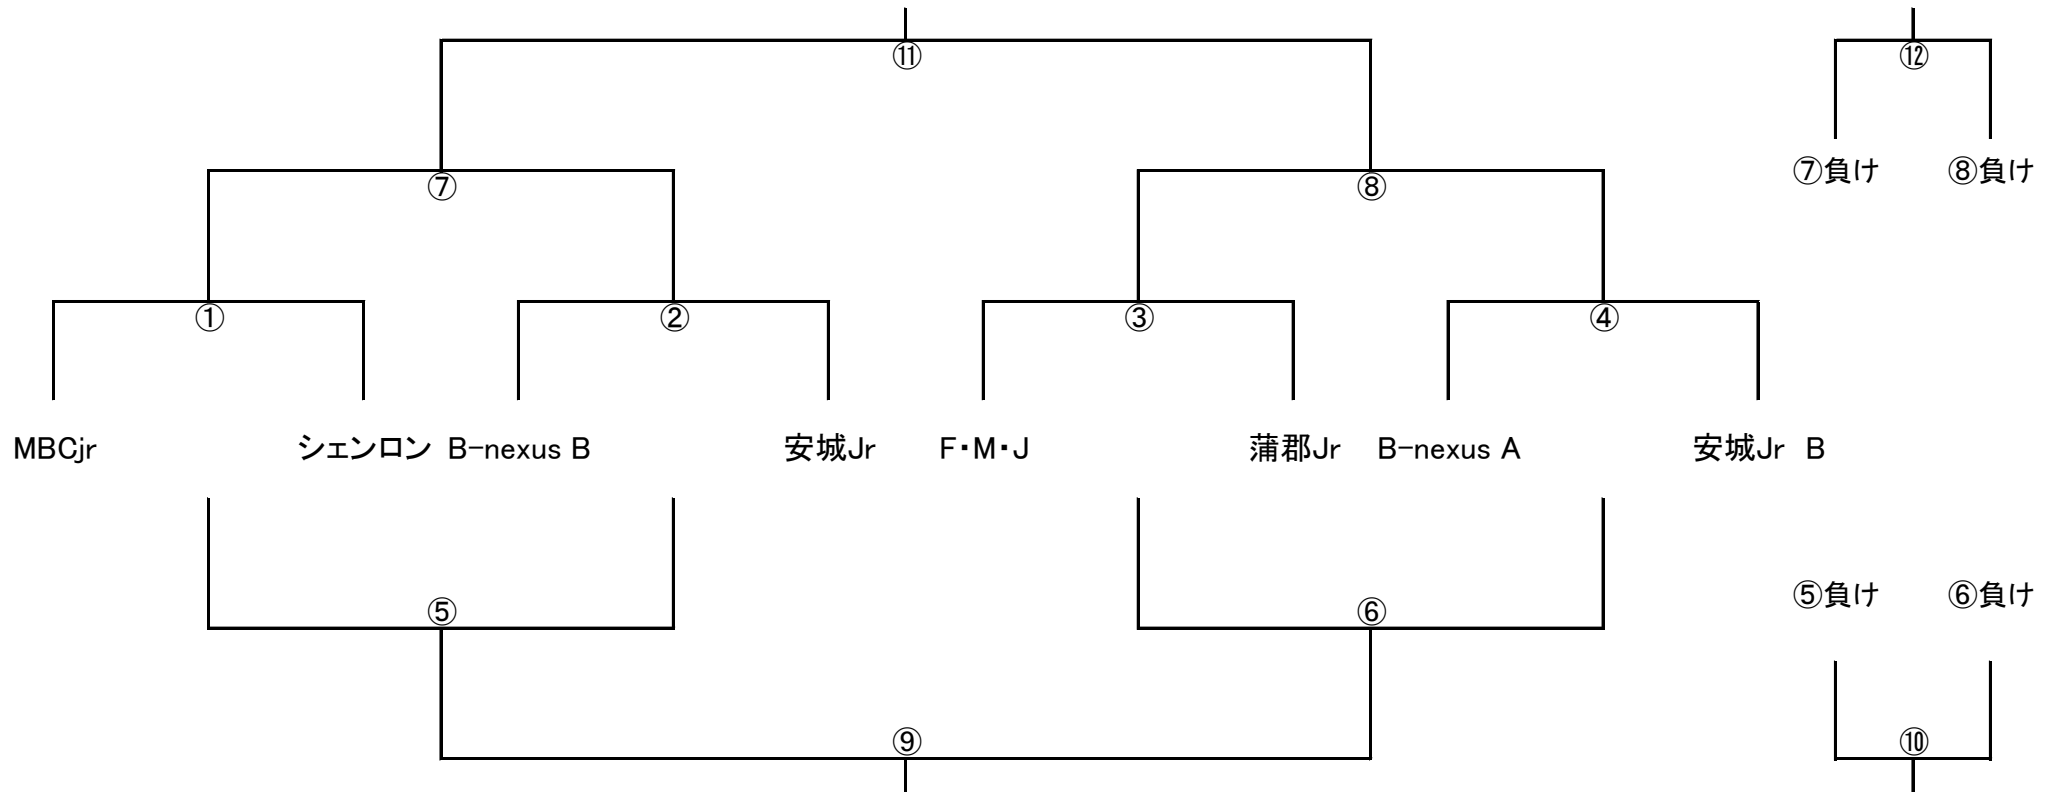 ⑪ ⑫
⑦ ⑧ ⑦負け ⑧負け
① ② ③ ④
MBCjr シェンロン B-nexus B 安城Jr F・M・J 蒲郡Jr B-nexus A 安城Jr B
⑤ ⑥ ⑤負け ⑥負け
⑨ ⑩